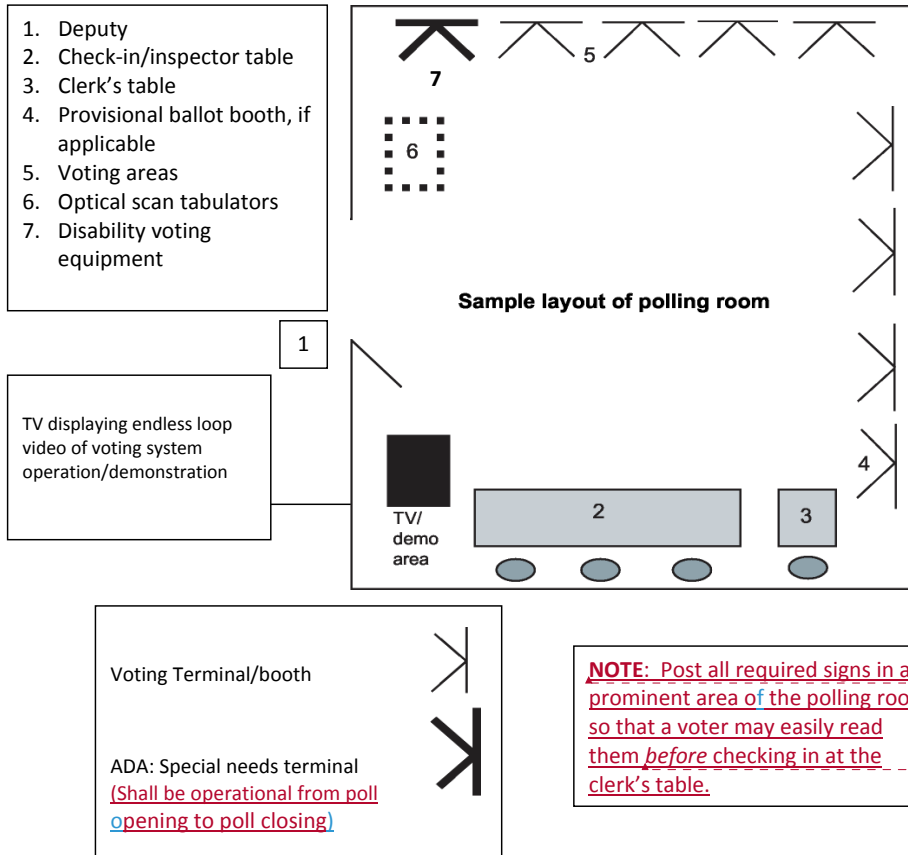 1. Deputy
2. Check-in/inspector table
3. Clerk's table
4. Provisional ballot booth, if
applicable
5. Voting areas
6. Optical scan tabulators
7. Disability voting
equipment
5
7
6
Sample layout of polling room
1
TV displaying endless loop
video of voting system
operation/demonstration
4
2
3
TV/
demo
area
Voting Terminal/booth
ADA: Special needs terminal
(Shall be operational from poll
opening to poll closing)
NOTE: Post all required signs in a
prominent area of the polling roo
so that a voter may easily read
them before checking in at the
clerk's table.